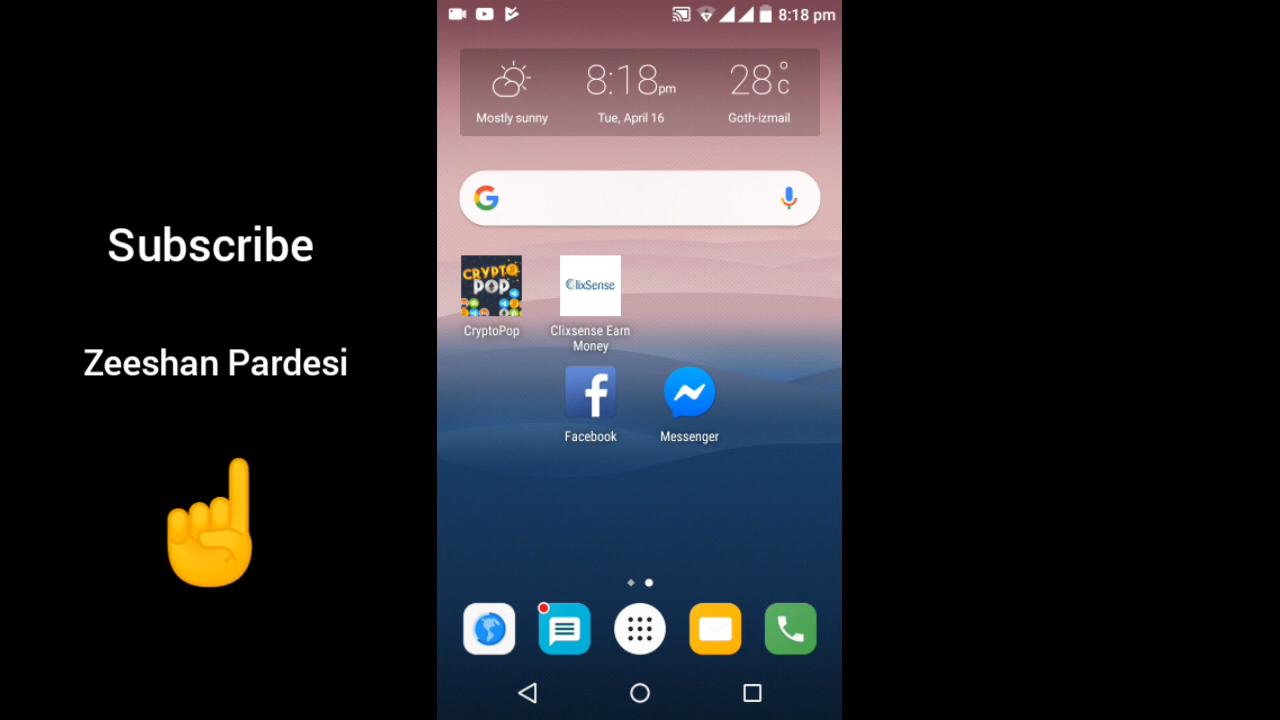 8:18 pm
8:18pm
28°C
Mostly sunny
Tue, April 16
Goth-izmail
Subscribe
CRYPTO
POP
ClixSense
CryptoPop
Clixsense Earn
Money
Zeeshan Pardesi
Facebook
Messenger